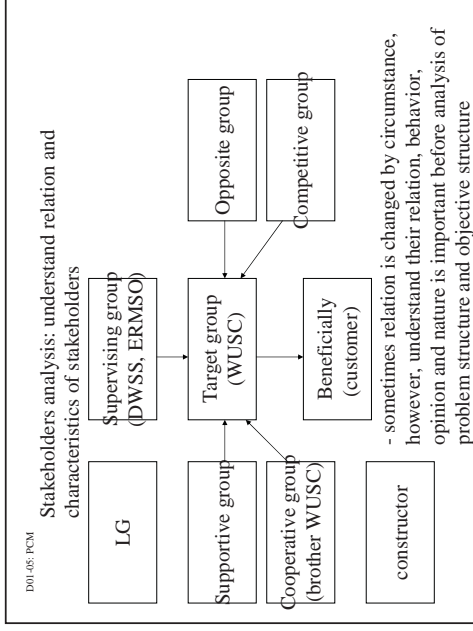 D01-05: PCM
Stakeholders analysis: understand relation and
characteristics of stakeholders
LG
Supervising group
(DWSS, ERMSO)
Supportive group
Target group
(WUSC)
Opposite group
Cooperative group
(brother WUSC)
Competitive group
constructor
Beneficially
(customer)
- sometimes relation is changed by circumstance,
however, understand their relation, behavior,
opinion and nature is important before analysis of
problem structure and objective structure